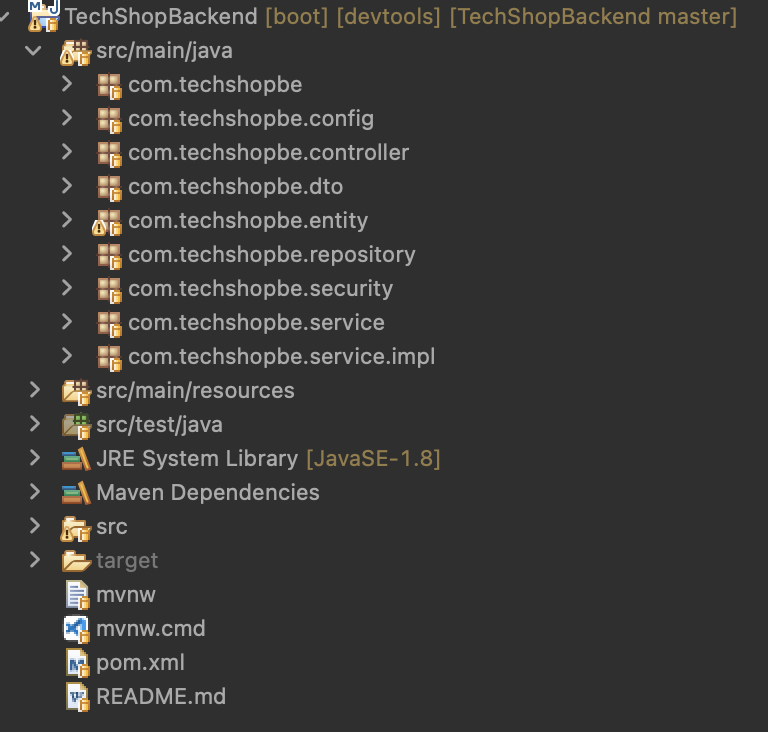 TechShopBackend [boot] [devtools] [TechShopBackend master]
src/main/java
com.techshopbe
com.techshopbe.config
com.techshopbe.controller
com.techshopbe.dto
com.techshopbe.entity
com.techshopbe.repository
com.techshopbe.security
com.techshopbe.service
com.techshopbe.service.impl
src/main/resources
src/test/java
JRE System Library [JavaSE-1.8]
Maven Dependencies
src
target
mvnw
mvnw.cmd
pom.xml
README.md